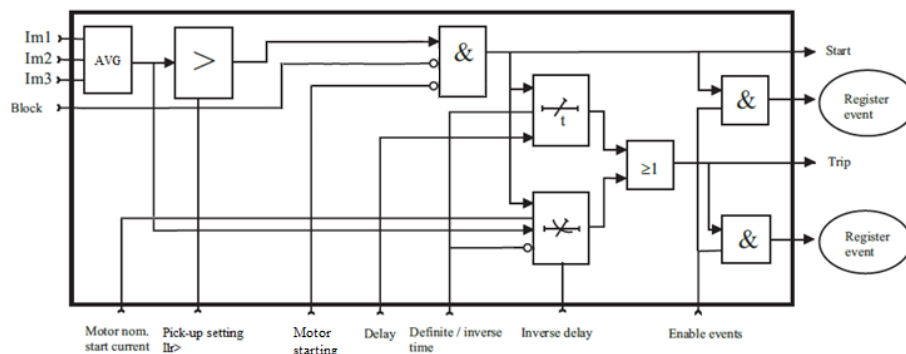 Im1
Im2
Im3
Block
AVG
>
&
Start
&
Register
event
t
≥1
Trip
&
Register
event
Motor nom.
start current
Pick-up setting
Ilr>
Motor
starting
Delay
Definite / inverse
time
Inverse delay
Enable events